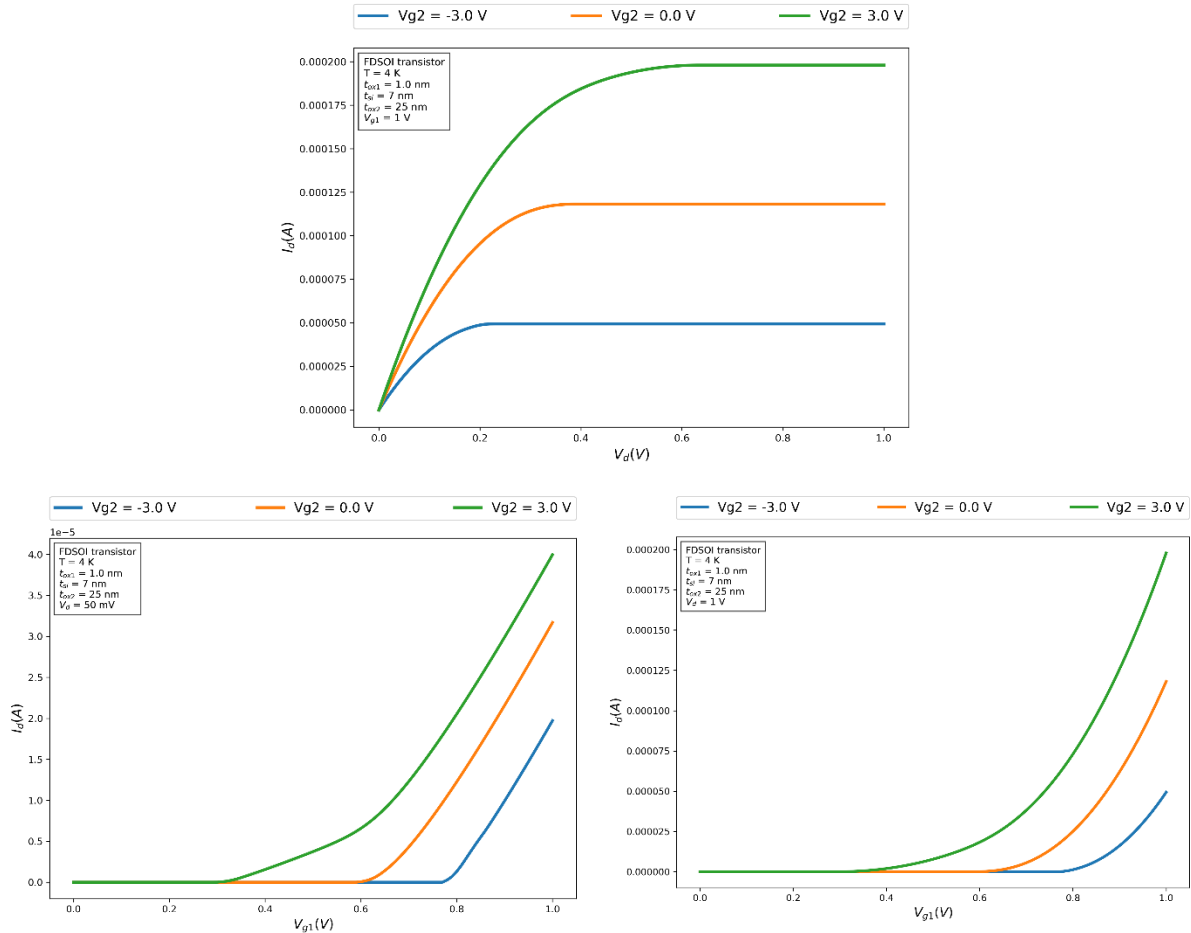 Vg2 = -3.0 V Vg2 = 0.0 V Vg2 = 3.0 V
FDSOI transistor
T = 4 K
tox1 = 1.0 nm
tsi = 7 nm
tox2 = 25 nm
Vg1 = 1 V
0.000200
0.000175
0.000150
0.000125
0.000100
0.000075
0.000050
0.000025
0.000000
Id(A)
0.0 0.2 0.4 0.6 0.8 1.0
Vd(V)
Vg2 = -3.0 V Vg2 = 0.0 V Vg2 = 3.0 V
1e−5
FDSOI transistor
T = 4 K
tox1 = 1.0 nm
tsi = 7 nm
tox2 = 25 nm
Vd = 50 mV
4.0
3.5
3.0
2.5
2.0
1.5
1.0
0.5
0.0
Id(A)
0.0 0.2 0.4 0.6 0.8 1.0
Vg1(V)
Vg2 = -3.0 V Vg2 = 0.0 V Vg2 = 3.0 V
FDSOI transistor
T = 4 K
tox1 = 1.0 nm
tsi = 7 nm
tox2 = 25 nm
Vd = 1 V
0.000200
0.000175
0.000150
0.000125
0.000100
0.000075
0.000050
0.000025
0.000000
Id(A)
0.0 0.2 0.4 0.6 0.8 1.0
Vg1(V)